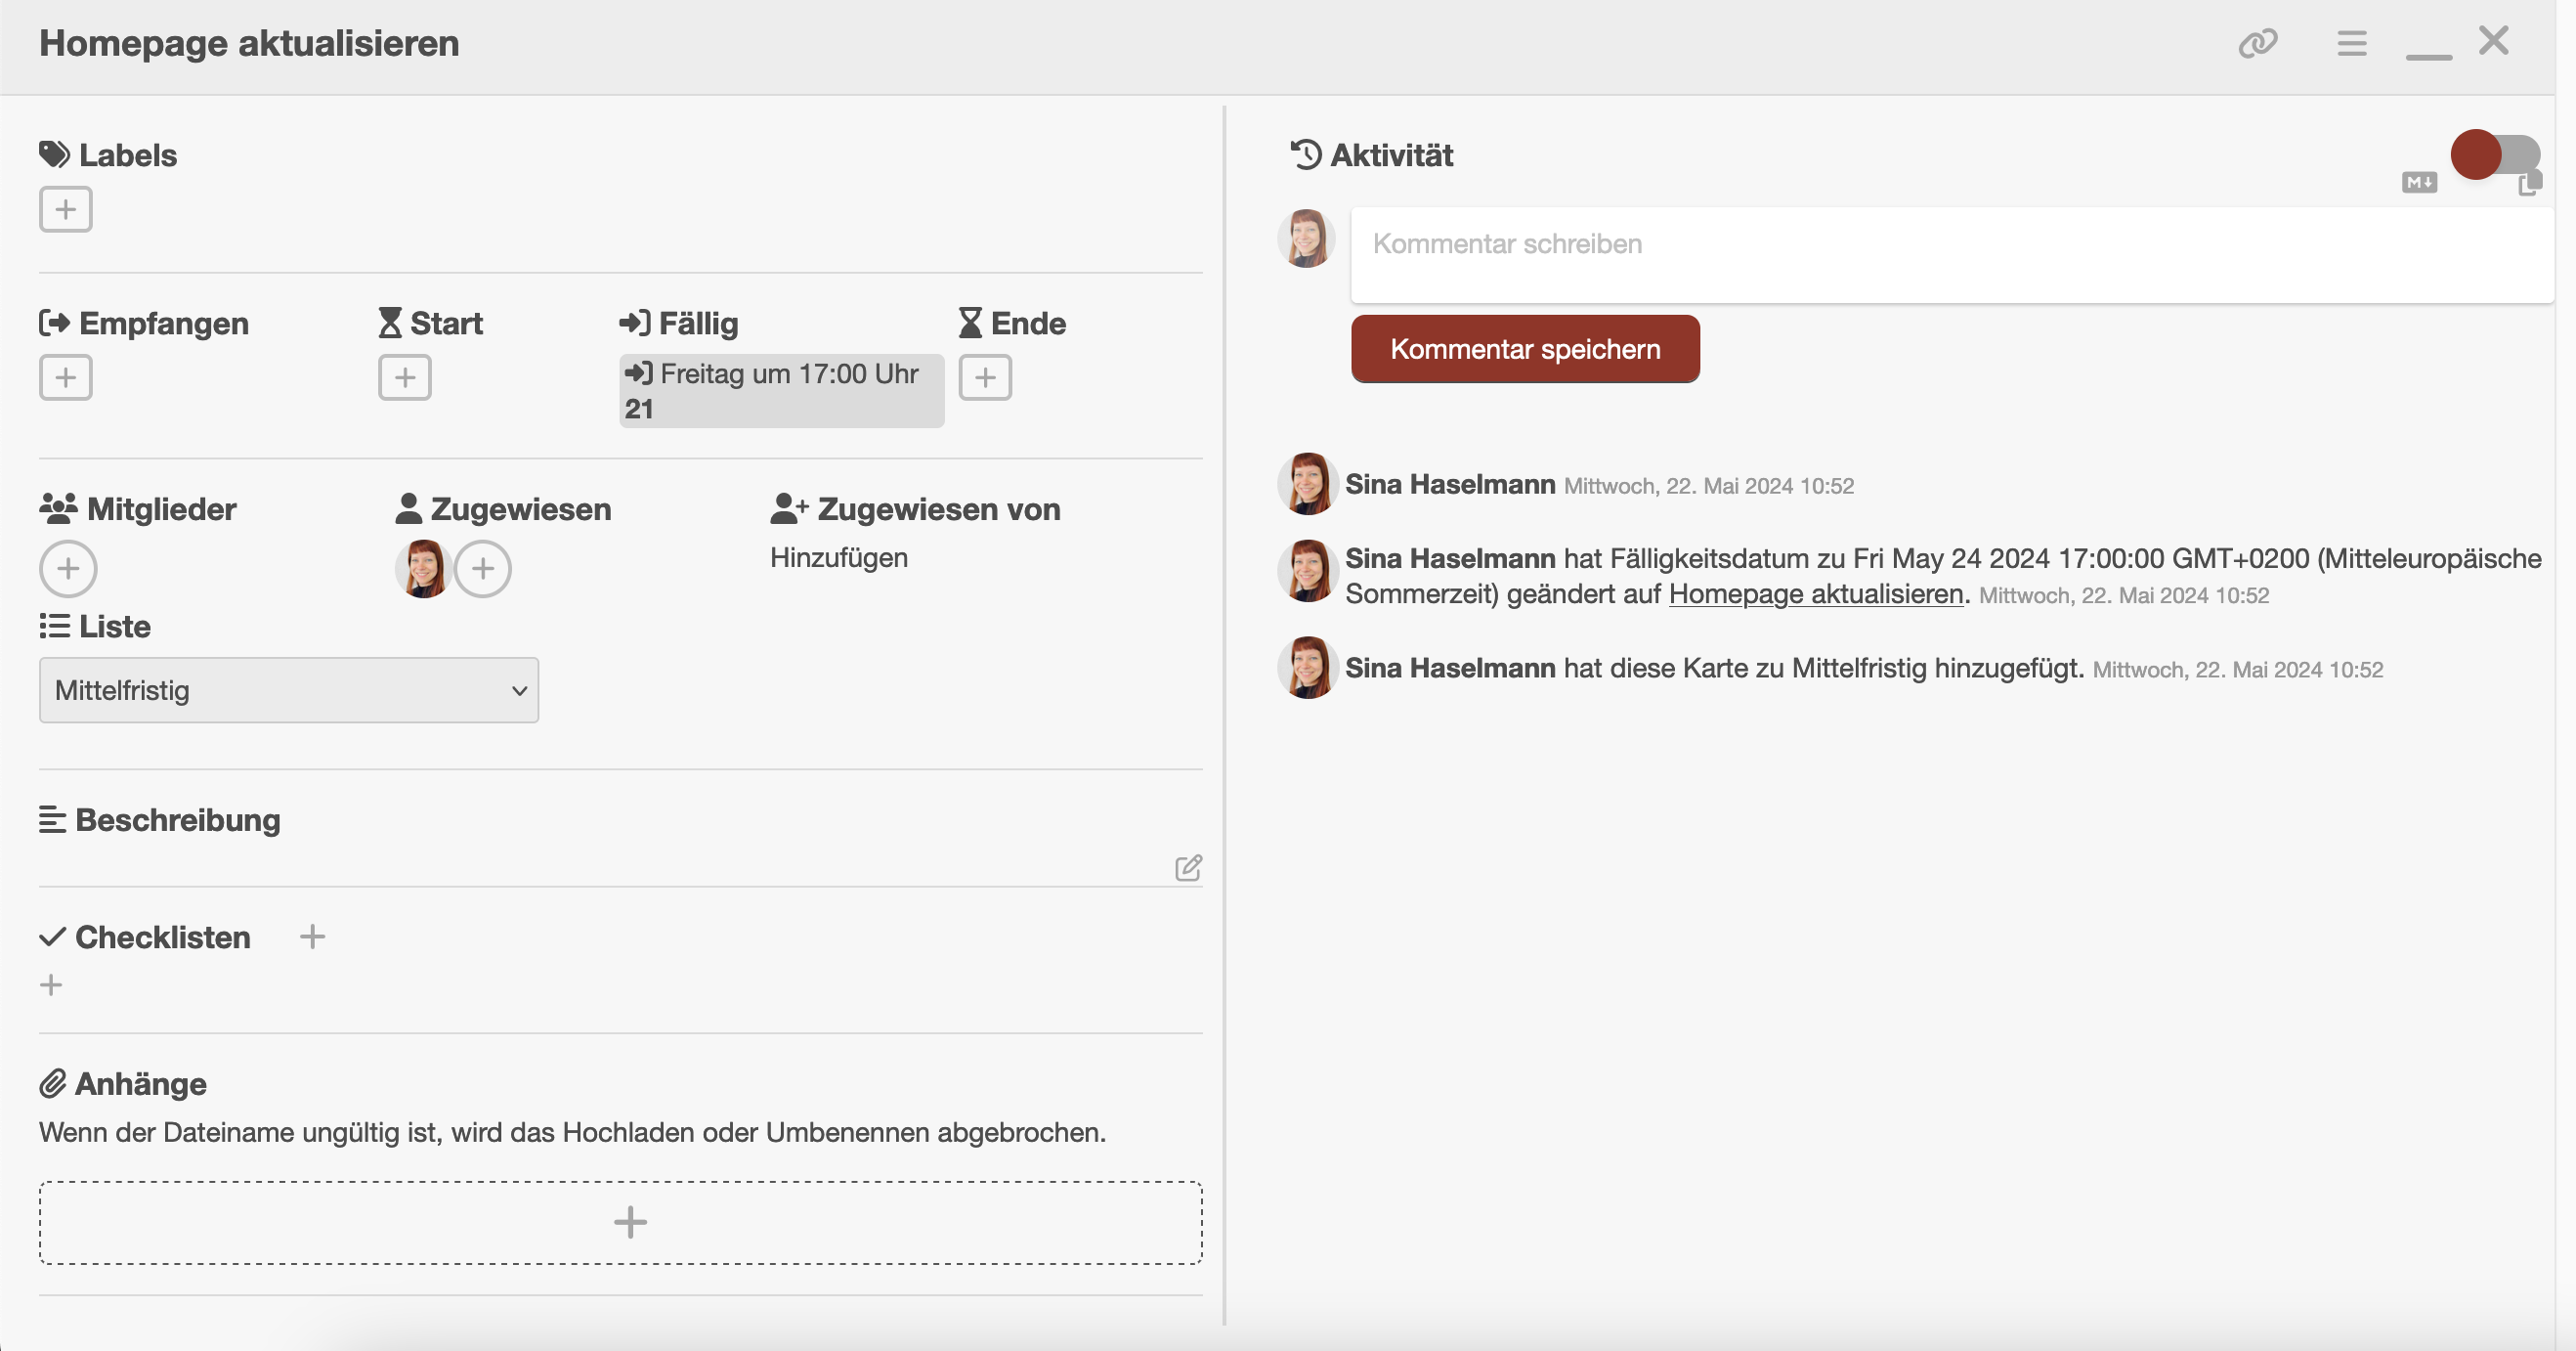 Homepage aktualisieren
Labels
Empfangen
Start
Fällig
Ende
Freitag um 17:00 Uhr
21
Mitglieder
Zugewiesen
Zugewiesen von
Hinzufügen
Liste
Mittelfristig
Beschreibung
Checklisten
Anhänge
Wenn der Dateiname ungültig ist, wird das Hochladen oder Umbenennen abgebrochen.
Aktivität
M↓
Kommentar schreiben
Kommentar speichern
Sina Haselmann Mittwoch, 22. Mai 2024 10:52
Sina Haselmann hat Fälligkeitsdatum zu Fri May 24 2024 17:00:00 GMT+0200 (Mitteleuropäische
Sommerzeit) geändert auf Homepage aktualisieren. Mittwoch, 22. Mai 2024 10:52
Sina Haselmann hat diese Karte zu Mittelfristig hinzugefügt. Mittwoch, 22. Mai 2024 10:52